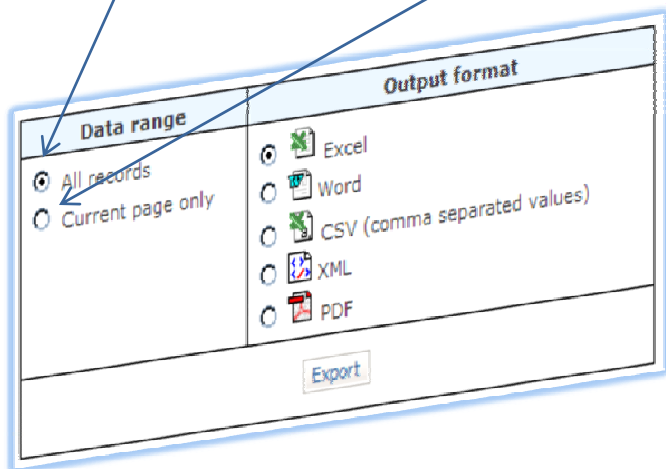 Data range
All records
Current page only
Output format
Excel
Word
CSV (comma separated values)
XML
PDF
Export